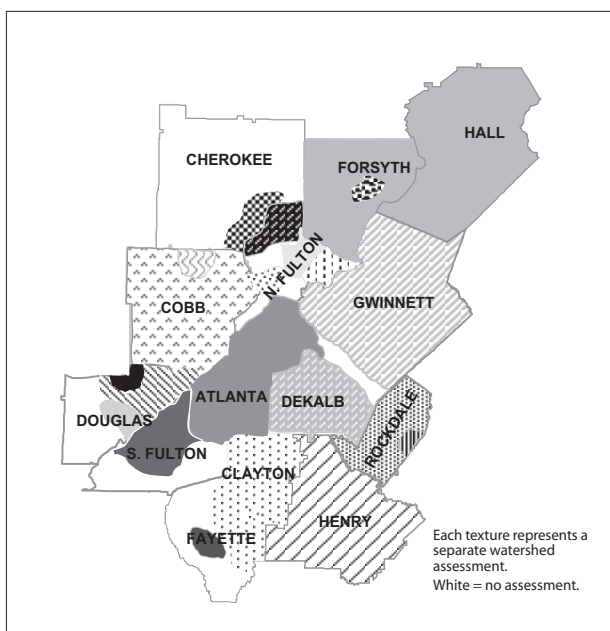 HALL
CHEROKEE
FORSYTH
N. FULTON
COBB
GWINNETT
ATLANTA
DEKALB
DOUGLAS
ROCKDALE
S. FULTON
CLAYTON
HENRY
FAYETTE
Each texture represents a
separate watershed
assessment.
White = no assessment.